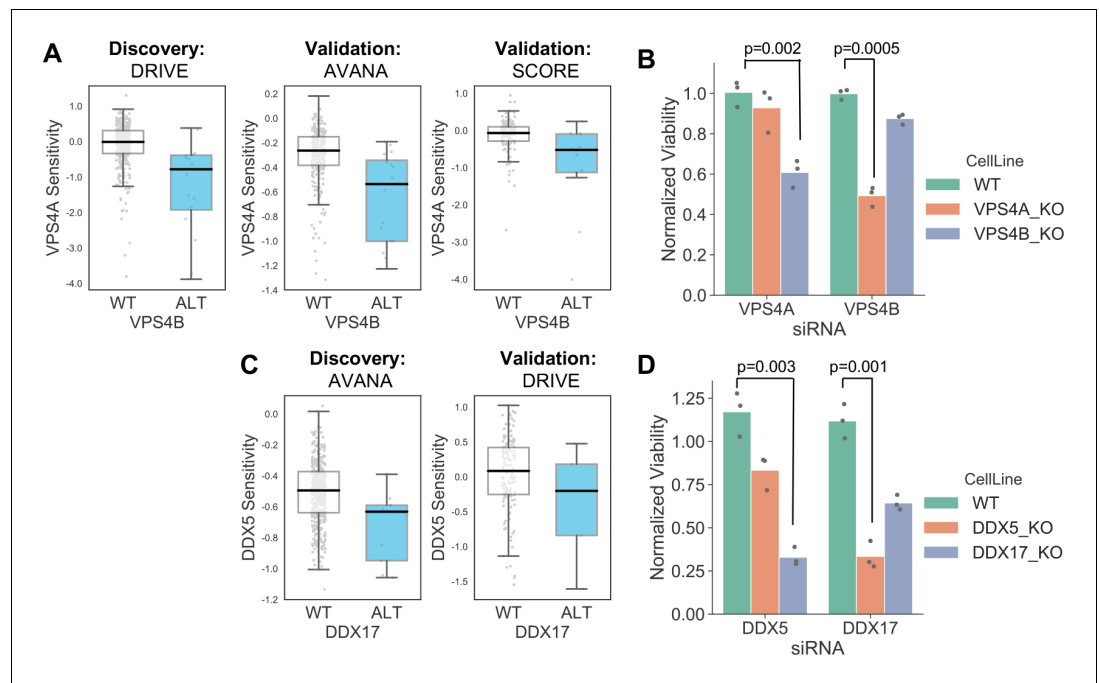 A
Discovery:
DRIVE
VPS4A Sensitivity
1.0
0.0
-1.0
-2.0
-3.0
-4.0
WT
ALT
VPS4B
Validation:
AVANA
VPS4A Sensitivity
0.2
0.0
-0.2
-0.4
-0.6
-0.8
-1.0
-1.2
-1.4
WT
ALT
VPS4B
Validation:
SCORE
VPS4A Sensitivity
1.0
0.0
-1.0
-2.0
-3.0
-4.0
WT
ALT
VPS4B
B
p=0.002
p=0.0005
Normalized Viability
1.0
0.8
0.6
0.4
0.2
0.0
VPS4A
VPS4B
siRNA
CellLine
WT
VPS4A_KO
VPS4B_KO
C
Discovery:
AVANA
DDX5 Sensitivity
0.0
-0.2
-0.4
-0.6
-0.8
-1.0
-1.2
WT
ALT
DDX17
Validation:
DRIVE
DDX5 Sensitivity
1.0
0.5
0.0
-0.5
-1.0
-1.5
WT
ALT
DDX17
D
p=0.003
p=0.001
Normalized Viability
1.25
1.00
0.75
0.50
0.25
0.00
DDX5
DDX17
siRNA
CellLine
WT
DDX5_KO
DDX17_KO